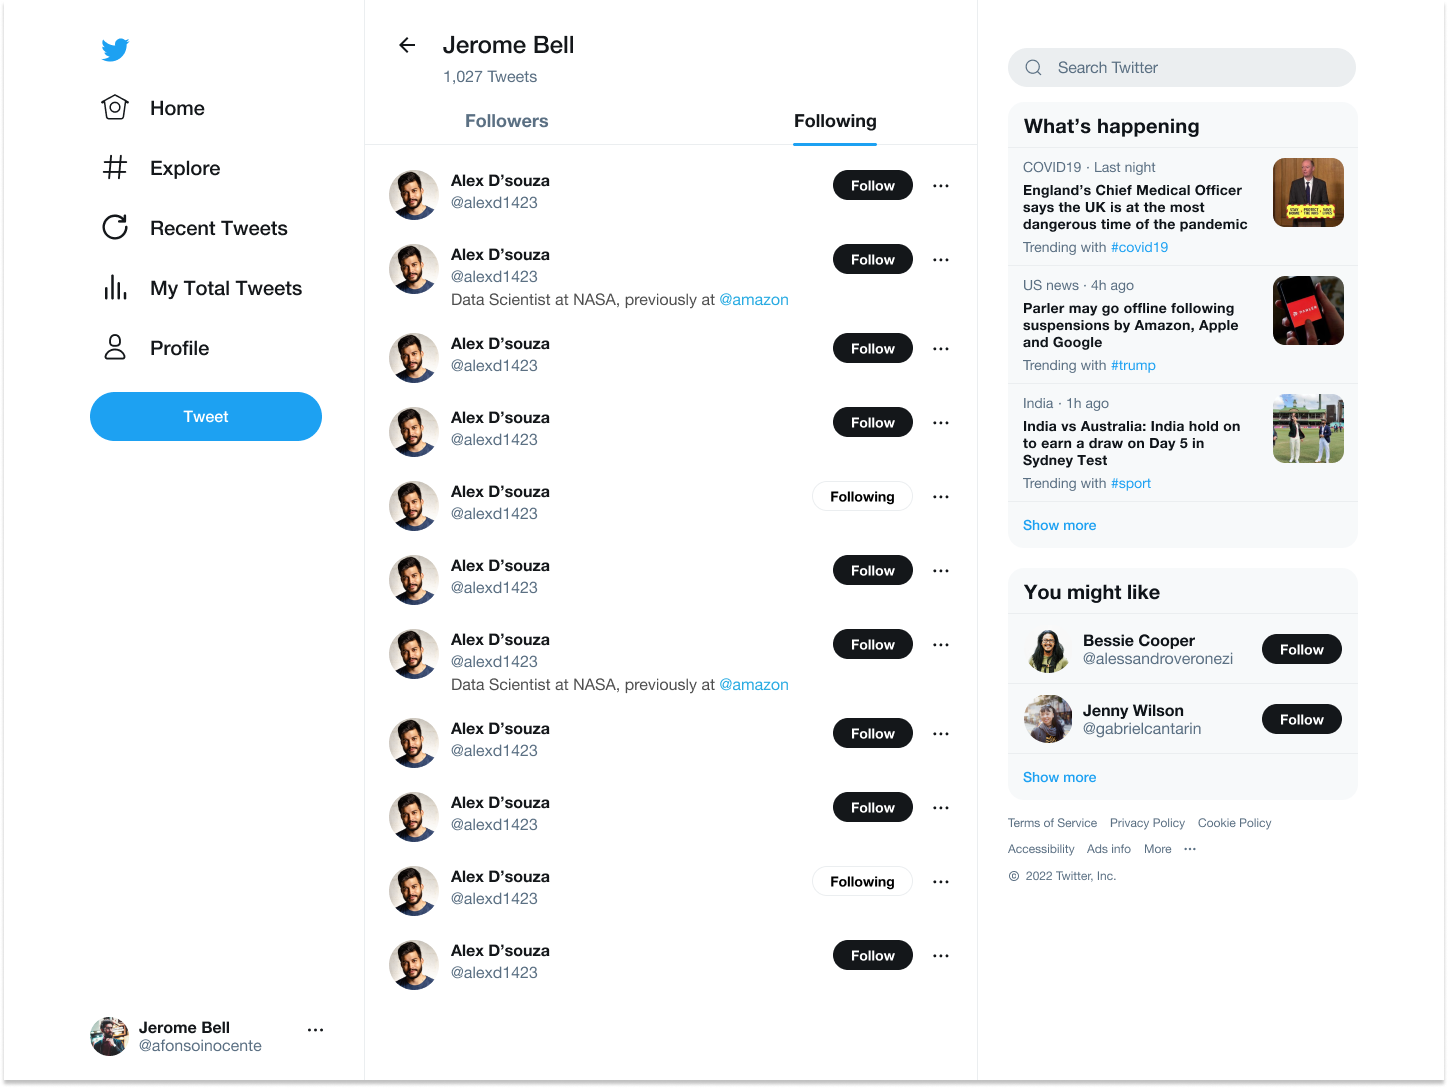 Home
Explore
Recent Tweets
My Total Tweets
Profile
Tweet
Jerome Bell
@afonsoinocente
Jerome Bell
1,027 Tweets
Followers
Following
Alex D’souza
@alexd1423
Follow
Alex D’souza
@alexd1423
Data Scientist at NASA, previously at @amazon
Follow
Alex D’souza
@alexd1423
Follow
Alex D’souza
@alexd1423
Follow
Alex D’souza
@alexd1423
Following
Alex D’souza
@alexd1423
Follow
Alex D’souza
@alexd1423
Data Scientist at NASA, previously at @amazon
Follow
Alex D’souza
@alexd1423
Follow
Alex D’souza
@alexd1423
Follow
Alex D’souza
@alexd1423
Following
Alex D’souza
@alexd1423
Follow
Search Twitter
What’s happening
COVID19 · Last night
England’s Chief Medical Officer
says the UK is at the most
dangerous time of the pandemic
Trending with #covid19
US news · 4h ago
Parler may go offline following
suspensions by Amazon, Apple
and Google
Trending with #trump
India · 1h ago
India vs Australia: India hold on
to earn a draw on Day 5 in
Sydney Test
Trending with #sport
Show more
You might like
Bessie Cooper
@alessandroveronezi
Follow
Jenny Wilson
@gabrielcantarin
Follow
Show more
Terms of Service Privacy Policy Cookie Policy
Accessibility Ads info More ···
© 2022 Twitter, Inc.